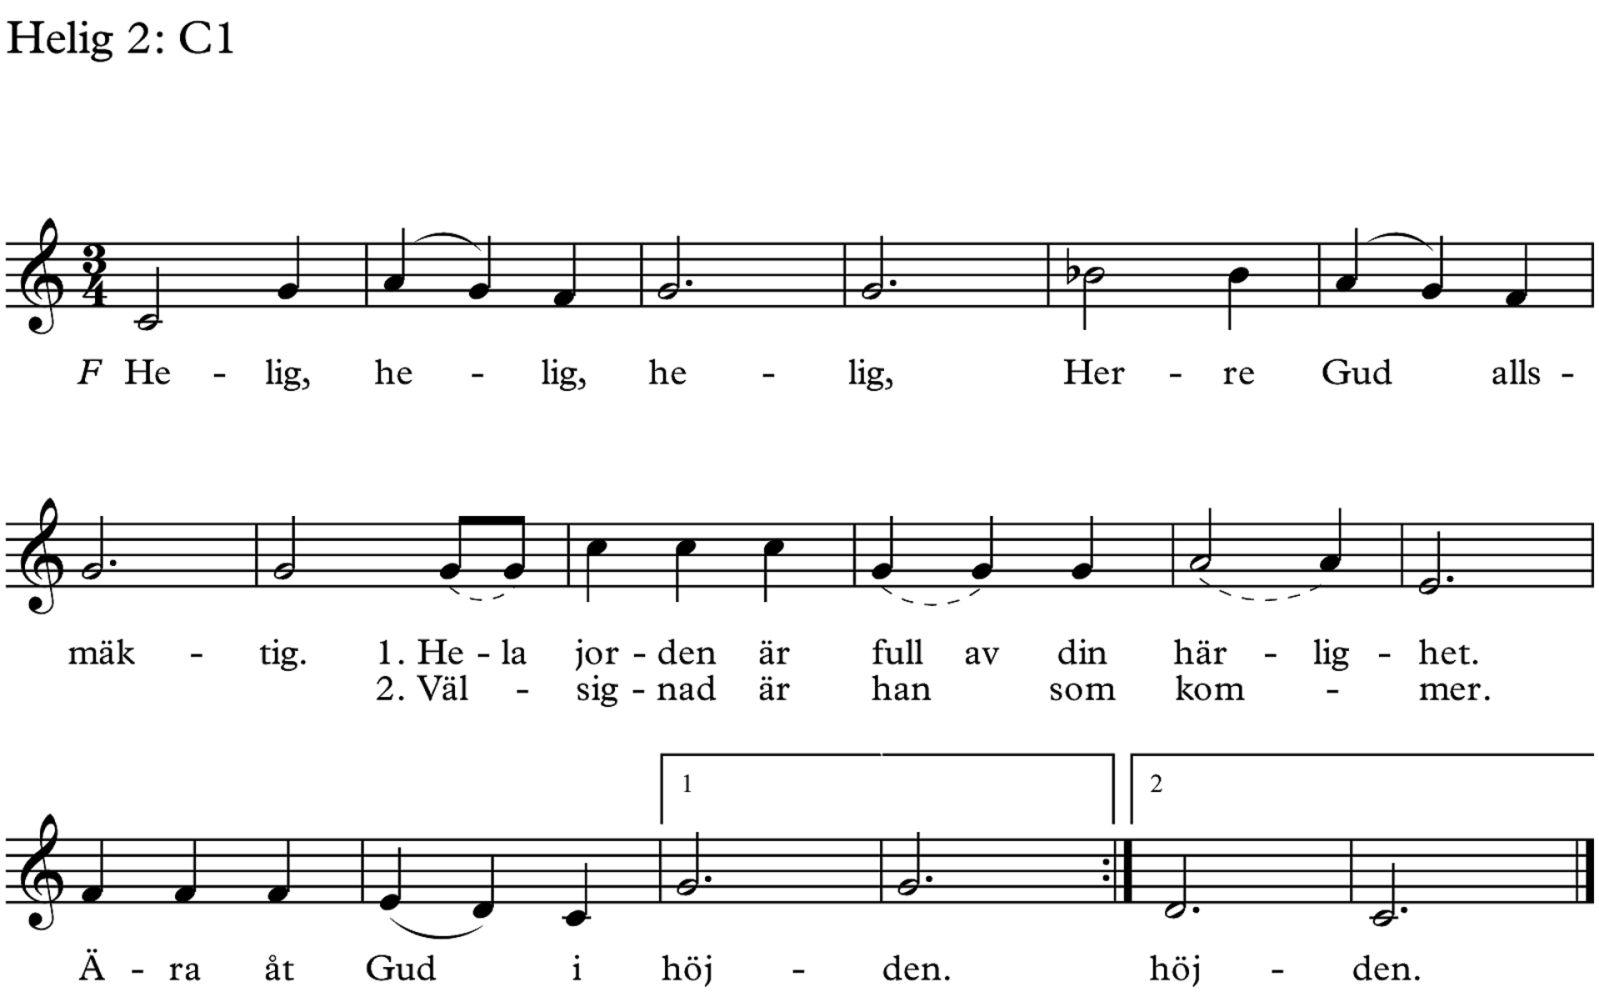 Helig 2: C1
3
4
F He - lig, he - lig, he - lig, Her - re Gud alls -
mäk - tig. 1. He - la jor - den är full av din här - lig - het.
2. Väl - sig - nad är han som kom - mer.
1 2
Ä - ra åt Gud i höj - den. höj - den.